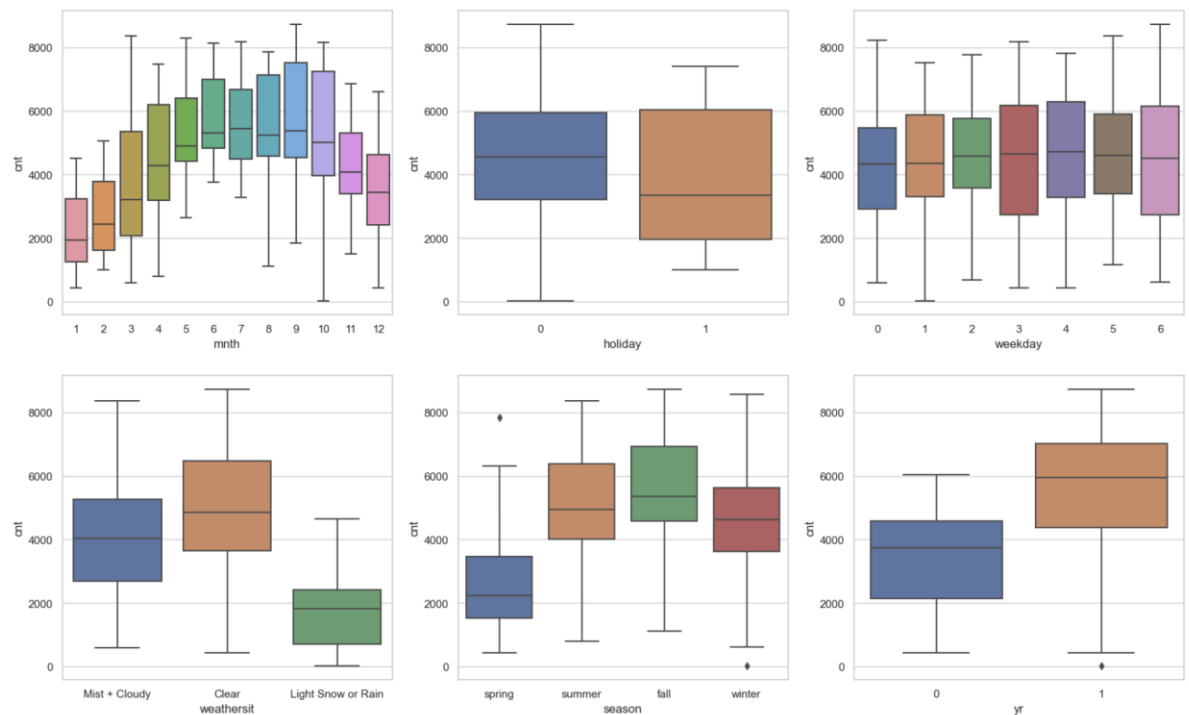 8000
6000
4000
2000
0
cnt
1 2 3 4 5 6 7 8 9 10 11 12
mnth
8000
6000
4000
2000
0
cnt
0 1
holiday
8000
6000
4000
2000
0
cnt
0 1 2 3 4 5 6
weekday
8000
6000
4000
2000
0
cnt
Mist + Cloudy Clear Light Snow or Rain
weathersit
8000
6000
4000
2000
0
cnt
spring summer fall winter
season
8000
6000
4000
2000
0
cnt
0 1
yr